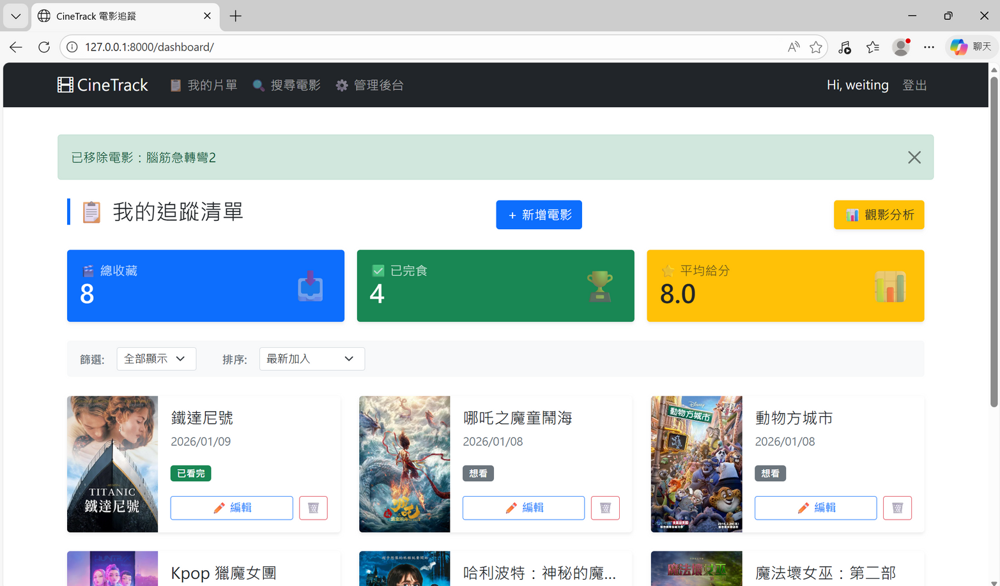 CineTrack 電影追蹤
127.0.0.1:8000/dashboard/
聊天
CineTrack
我的片單
搜尋電影
管理後台
Hi, weiting
登出
已移除電影：腦筋急轉彎2
我的追蹤清單
+ 新增電影
觀影分析
總收藏
8
已完食
4
平均給分
8.0
篩選:
全部顯示
排序:
最新加入
TITANIC
鐵達尼號
鐵達尼號
2026/01/09
已看完
編輯
哪吒之魔童鬧海
2026/01/08
想看
編輯
Disney
動物方城市
動物方城市
2026/01/08
想看
編輯
Kpop 獵魔女團
哈利波特：神秘的魔...
魔法壞女巫
魔法壞女巫：第二部